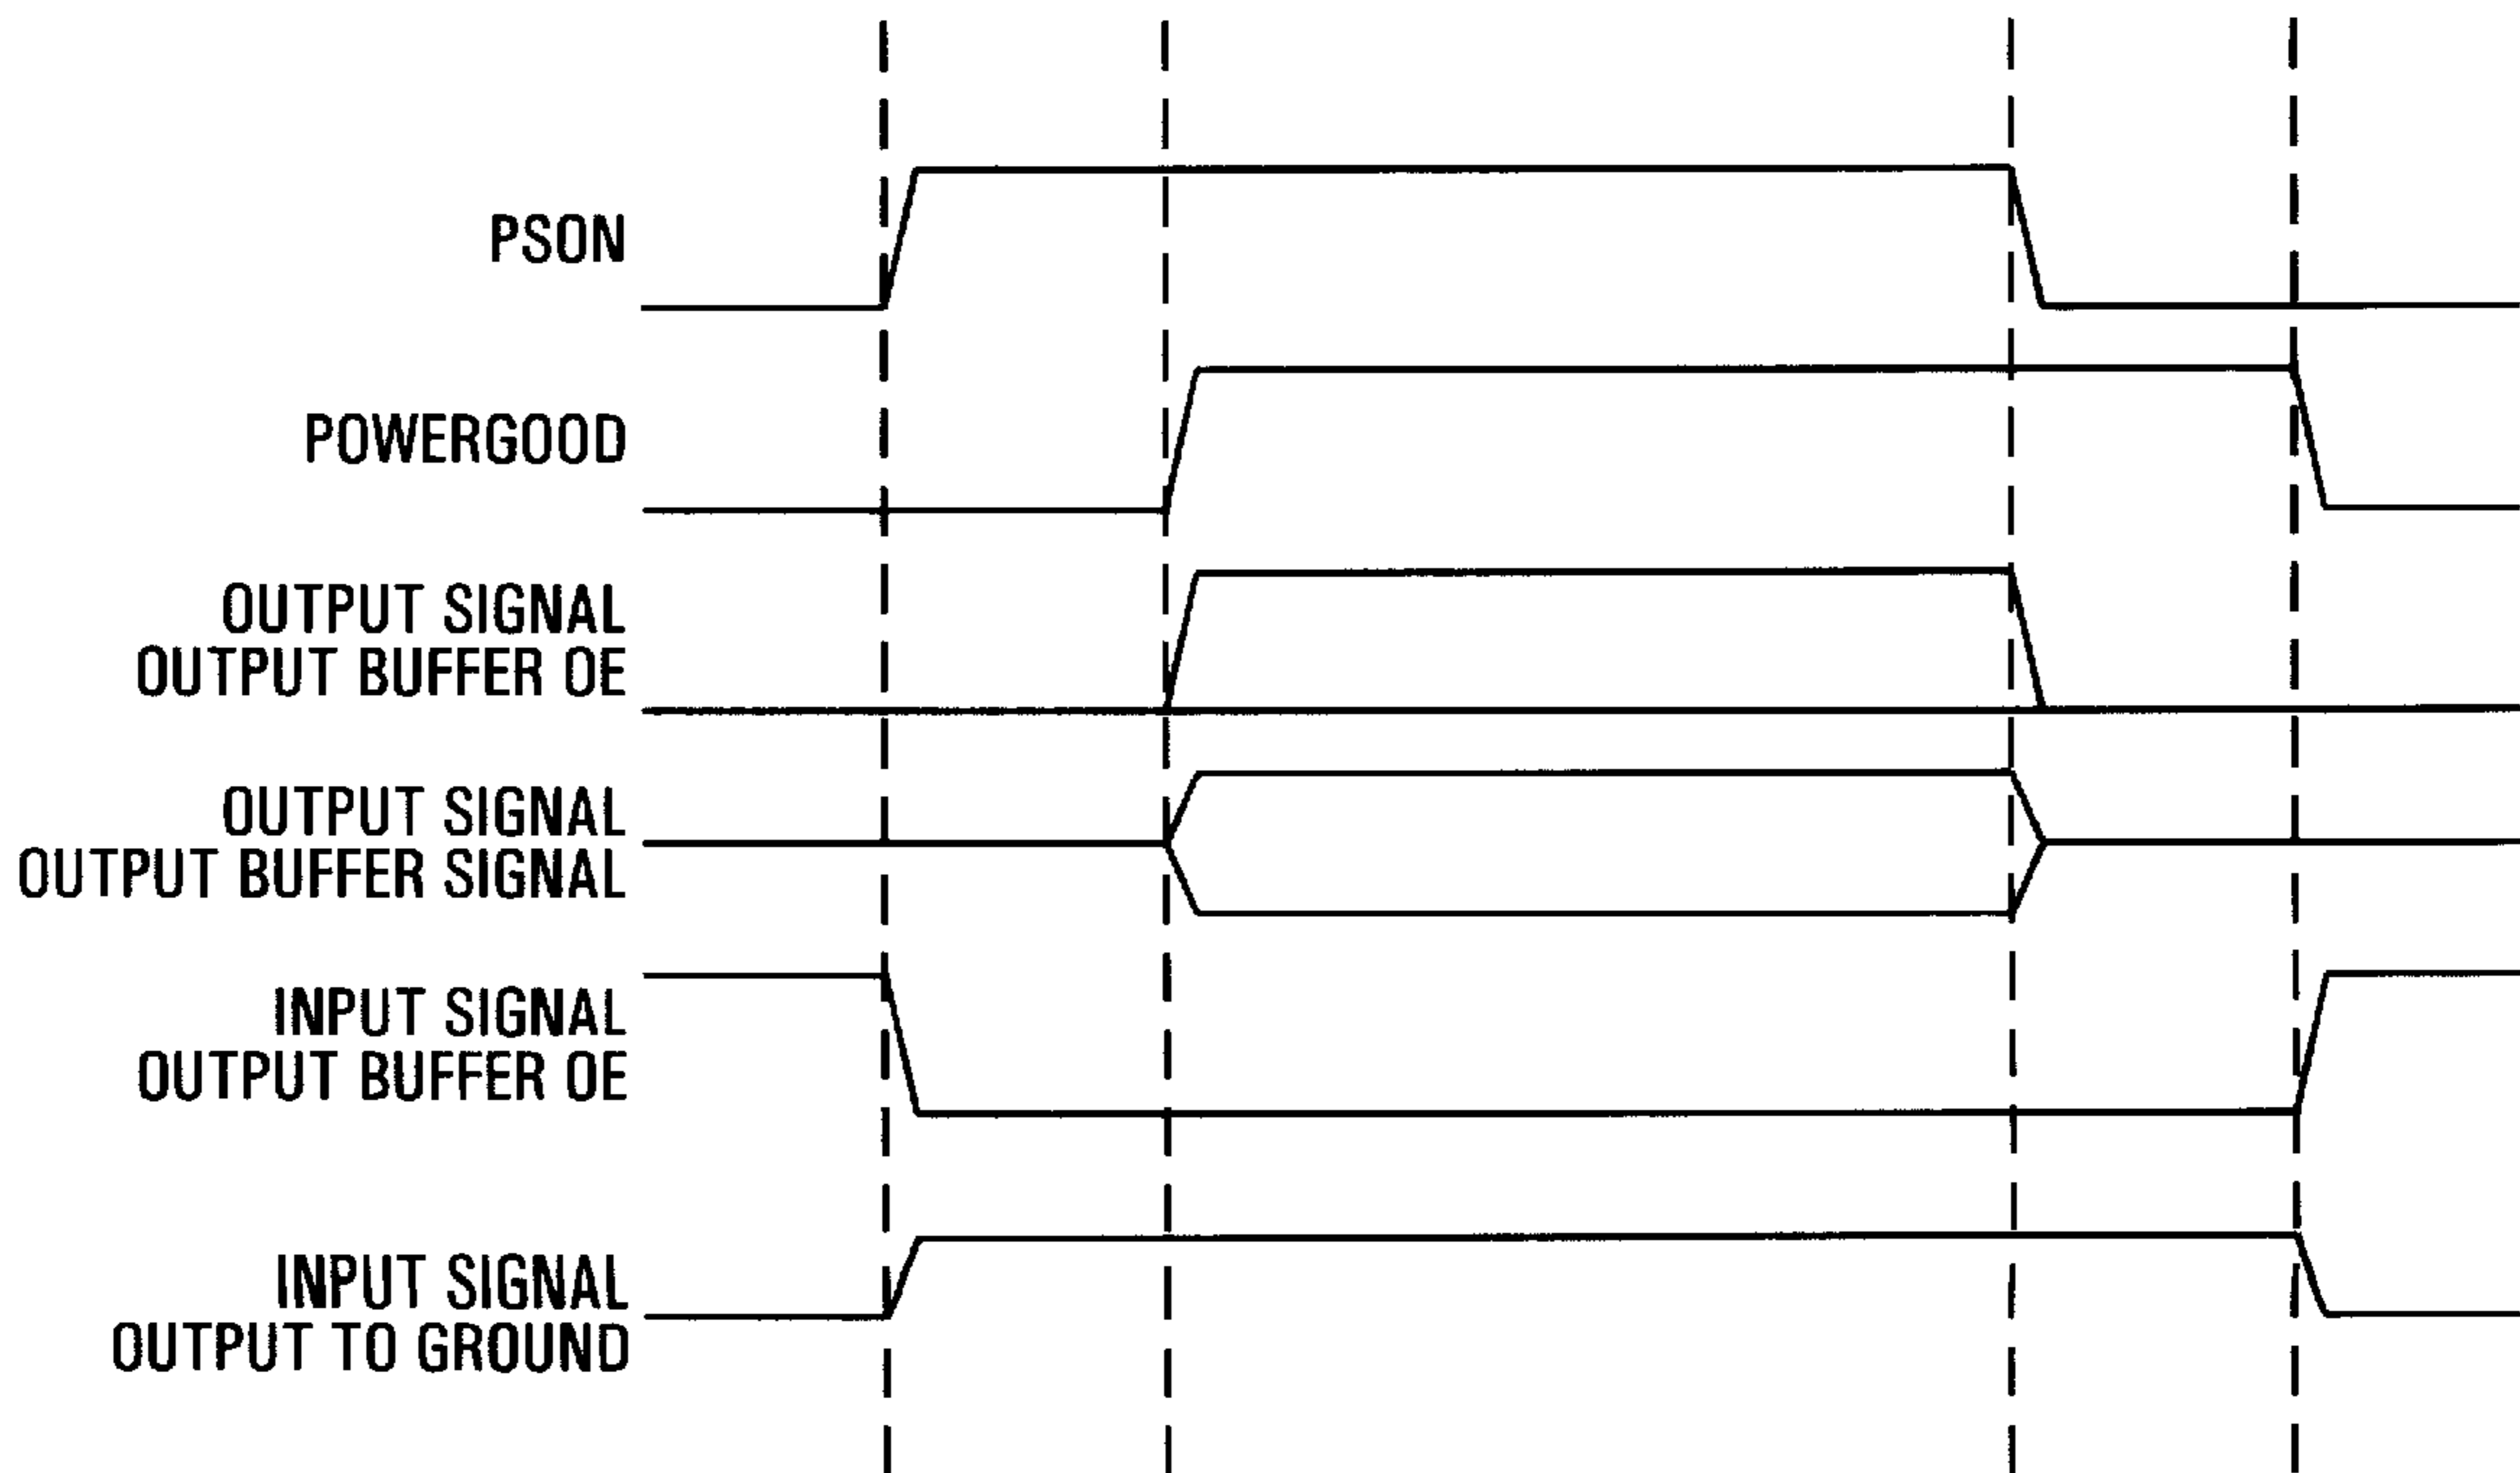 PSON
POWERGOOD
OUTPUT SIGNAL
OUTPUT BUFFER OE
OUTPUT SIGNAL
OUTPUT BUFFER SIGNAL
INPUT SIGNAL
OUTPUT BUFFER OE
INPUT SIGNAL
OUTPUT TO GROUND